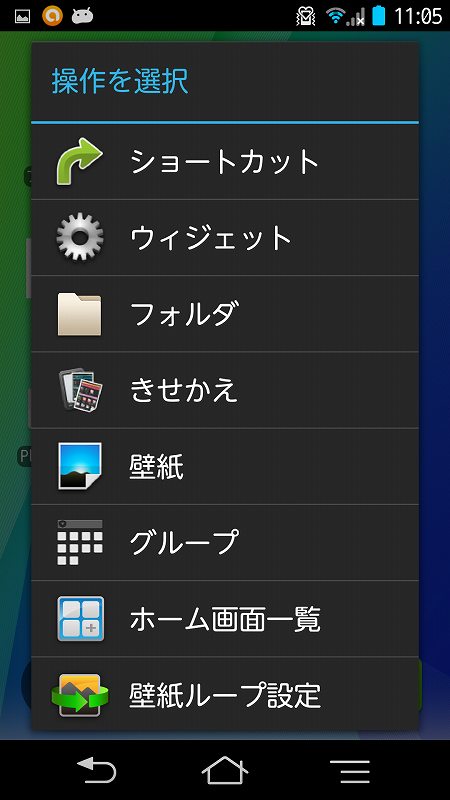 11:05
操作を選択
ショートカット
ウィジェット
フォルダ
きせかえ
壁紙
グループ
ホーム画面一覧
壁紙ループ設定